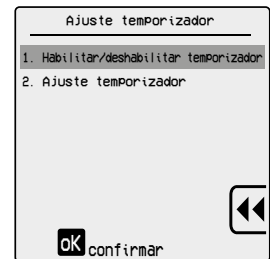 Ajuste temporizador
1. Habilitar/deshabilitar temporizador
2. Ajuste temporizador
OK confirmar